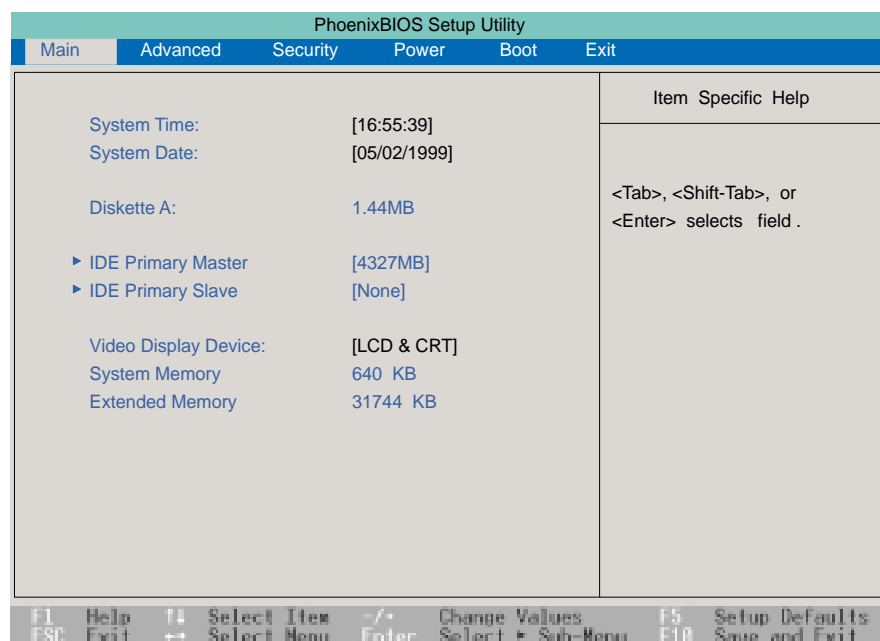 PhoenixBIOS Setup Utility
Main Advanced Security Power Boot Exit
Item Specific Help
System Time: [16:55:39]
System Date: [05/02/1999]
<Tab>, <Shift-Tab>, or
<Enter> selects field .
Diskette A: 1.44MB
▶ IDE Primary Master [4327MB]
▶ IDE Primary Slave [None]
Video Display Device: [LCD & CRT]
System Memory 640 KB
Extended Memory 31744 KB
F1 Help ↑↓ Select Item -/+ Change Values F5 Setup Defaults
ESC Exit ↔ Select Menu Enter Select ▶ Sub-Menu F10 Save and Exit